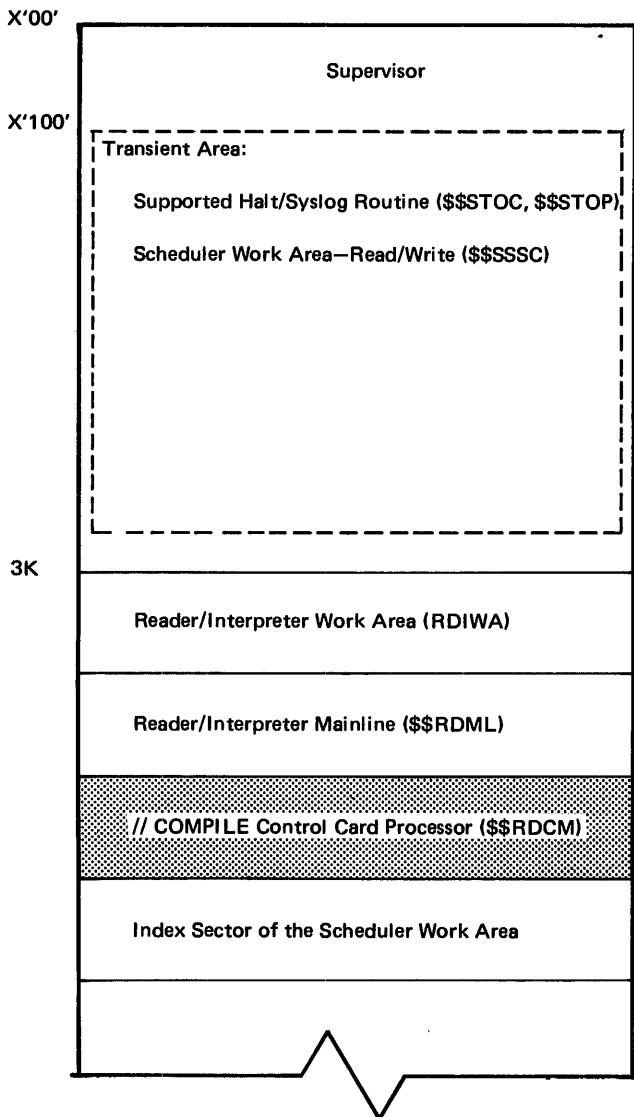 X'00'
Supervisor
X'100'
Transient Area:
Supported Halt/Syslog Routine ($$STOC, $$STOP)
Scheduler Work Area—Read/Write ($$SSSC)
3K
Reader/Interpreter Work Area (RDIWA)
Reader/Interpreter Mainline ($$RDML)
// COMPILE Control Card Processor ($$RDCM)
Index Sector of the Scheduler Work Area